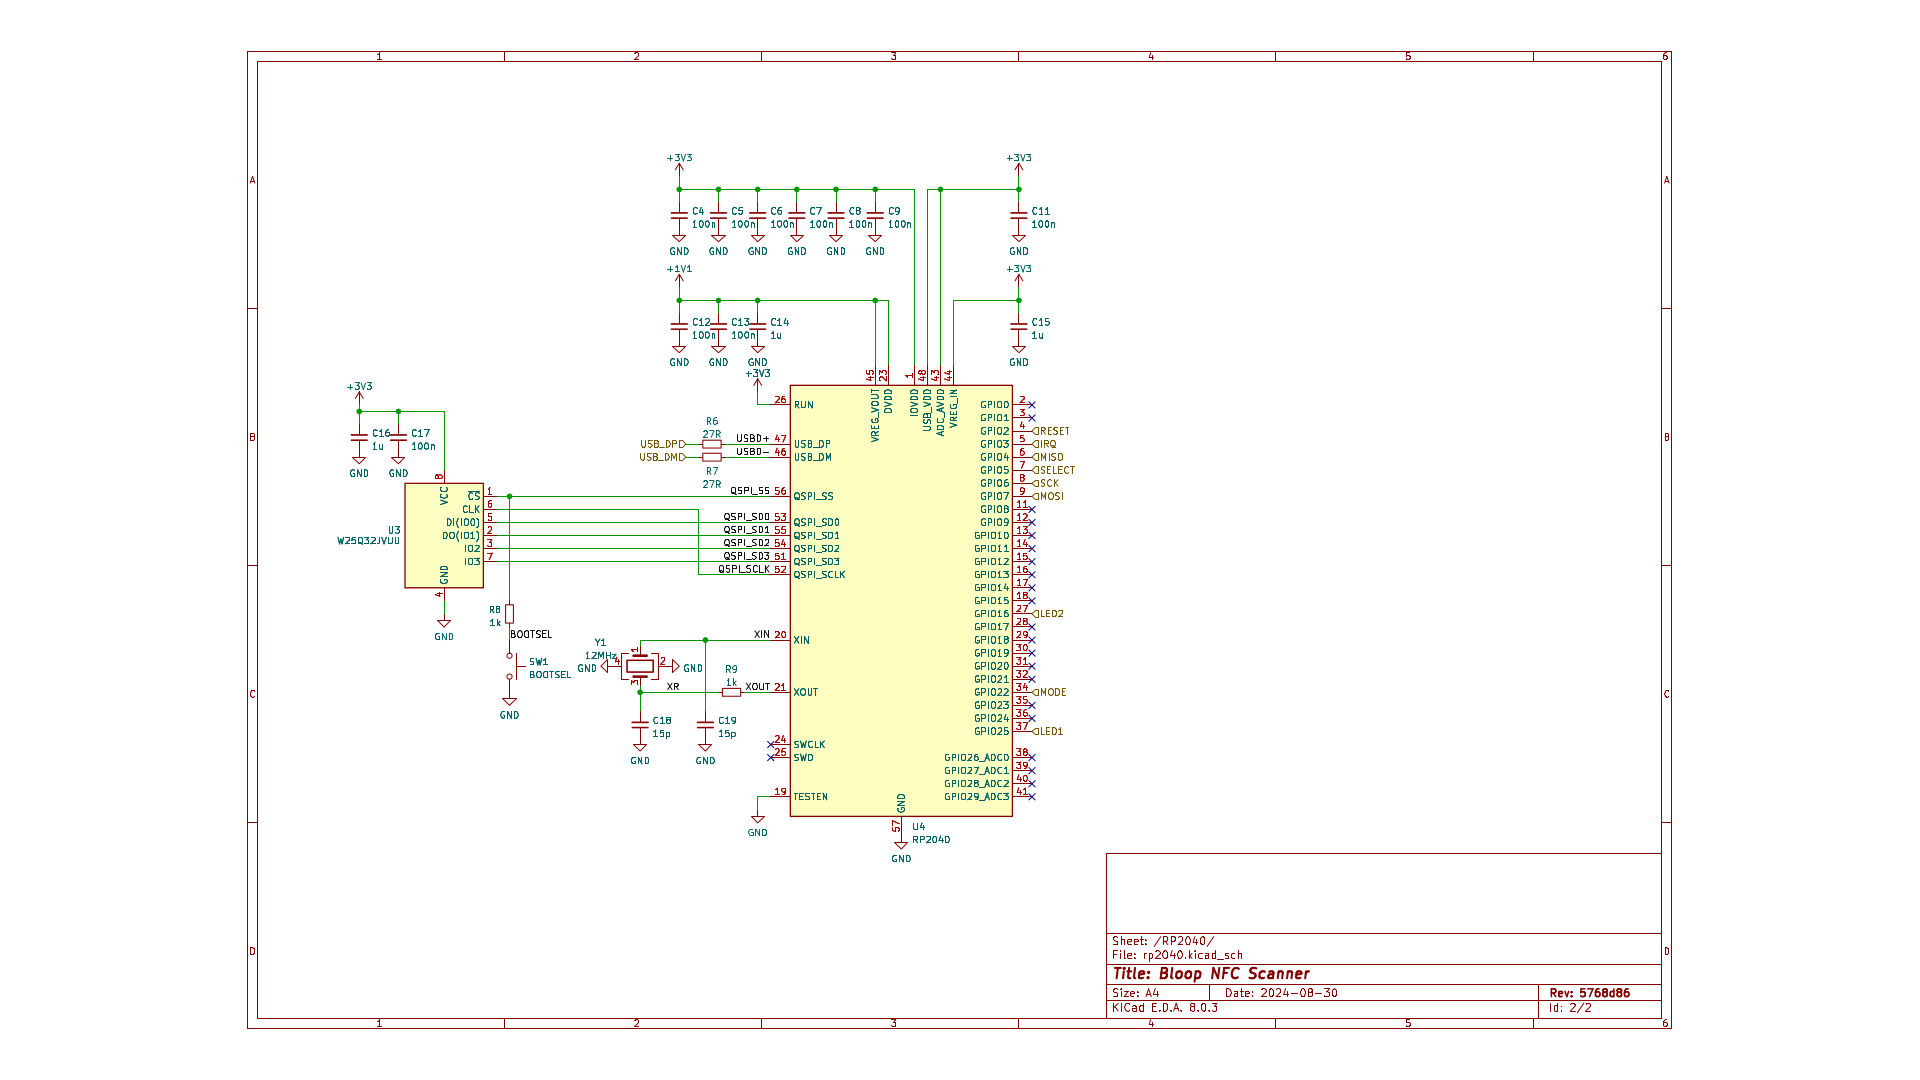 1 2 3 4 5 6
A A
B B
C C
D D
+3V3 +3V3
C4 C5 C6 C7 C8 C9 C11
100n 100n 100n 100n 100n 100n 100n
GND GND GND GND GND GND GND
+1V1 +3V3
C12 C13 C14 C15
100n 100n 1u 1u
GND GND GND GND
+3V3
45 23 1 48 43 44
VREG_VOUT DVDD IOVDD USB_VDD ADC_AVDD VREG_IN
26 RUN
R6
27R
USB_DP USBD+ 47 USB_DP
USB_DM USBD- 46 USB_DM
R7
27R
QSPI_SS 56 QSPI_SS
QSPI_SD0 53 QSPI_SD0
QSPI_SD1 55 QSPI_SD1
QSPI_SD2 54 QSPI_SD2
QSPI_SD3 51 QSPI_SD3
QSPI_SCLK 52 QSPI_SCLK
+3V3
C16 C17
1u 100n
GND GND
8
VCC
CS 1
CLK 6
DI(IO0) 5
DO(IO1) 2
IO2 3
IO3 7
U3
W25Q32JVUU
GND
4
GND
R8
1k
BOOTSEL
SW1
BOOTSEL
GND
XIN 20 XIN
Y1
12MHz
1
GND 4 2 GND
3
XR
R9
1k
XOUT 21 XOUT
C18 C19
15p 15p
GND GND
24 SWCLK
25 SWD
19 TESTEN
GND
GND
57
GND
U4
RP2040
GPIO0 2
GPIO1 3
GPIO2 4 RESET
GPIO3 5 IRQ
GPIO4 6 MISO
GPIO5 7 SELECT
GPIO6 8 SCK
GPIO7 9 MOSI
GPIO8 11
GPIO9 12
GPIO10 13
GPIO11 14
GPIO12 15
GPIO13 16
GPIO14 17
GPIO15 18
GPIO16 27 LED2
GPIO17 28
GPIO18 29
GPIO19 30
GPIO20 31
GPIO21 32
GPIO22 34 MODE
GPIO23 35
GPIO24 36
GPIO25 37 LED1
GPIO26_ADC0 38
GPIO27_ADC1 39
GPIO28_ADC2 40
GPIO29_ADC3 41
Sheet: /RP2040/
File: rp2040.kicad_sch
Title: Bloop NFC Scanner
Size: A4 Date: 2024-08-30 Rev: 5768d86
KiCad E.D.A. 8.0.3 Id: 2/2
1 2 3 4 5 6